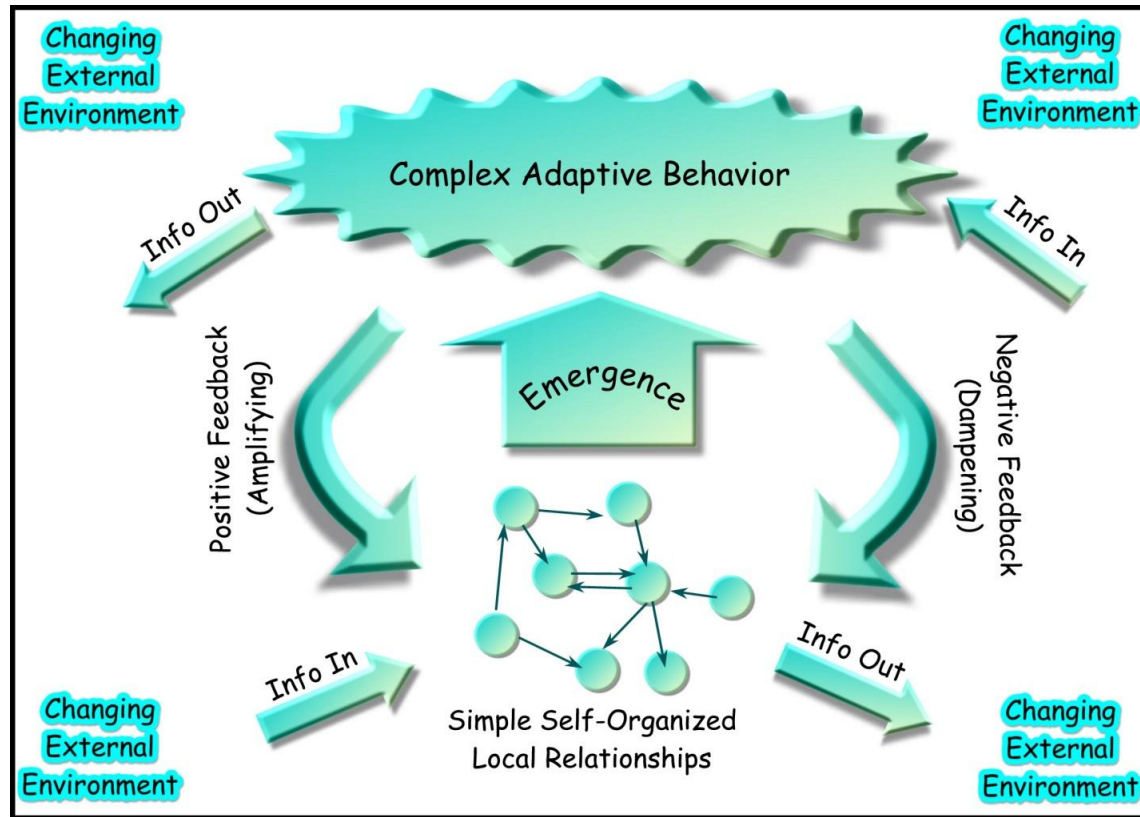 Changing
External
Environment
Changing
External
Environment
Complex Adaptive Behavior
Info Out
Info In
Positive Feedback
(Amplifying)
Emergence
Negative Feedback
(Dampening)
Info In
Info Out
Simple Self-Organized
Local Relationships
Changing
External
Environment
Changing
External
Environment